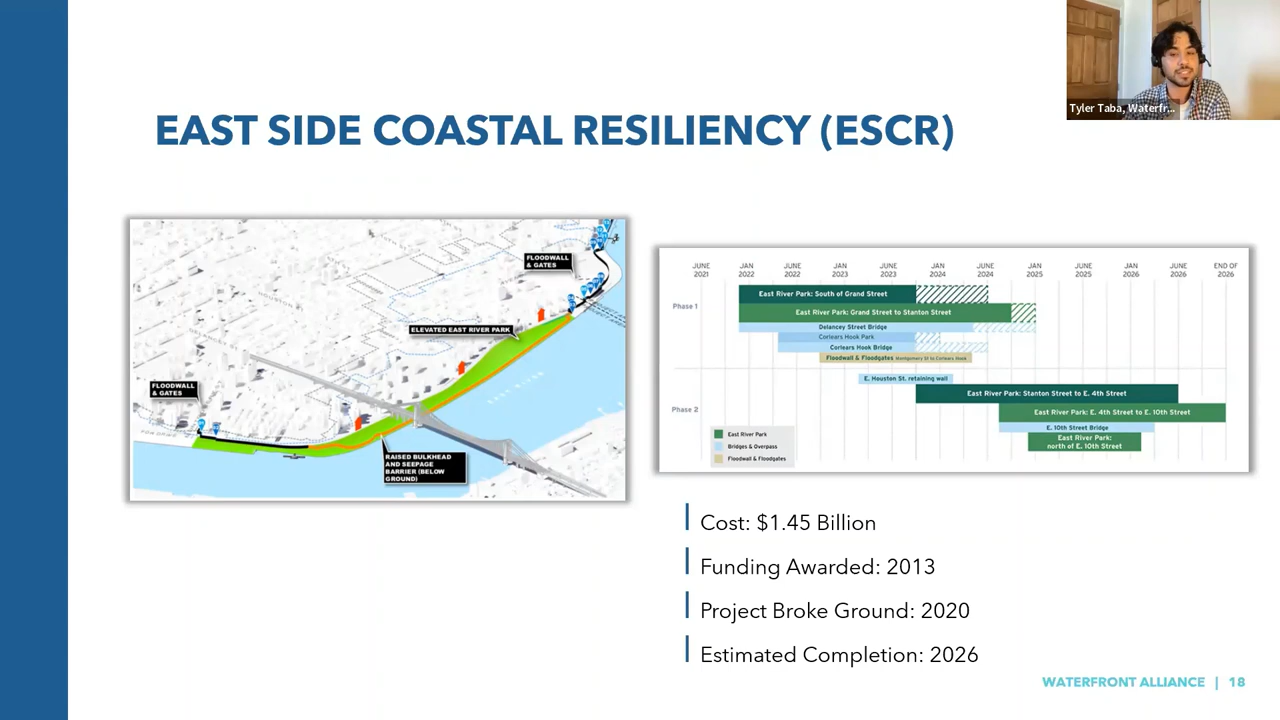 Tyler Taba, Waterfr...
EAST SIDE COASTAL RESILIENCY (ESCR)
FLOODWALL
& GATES
ELEVATED EAST RIVER PARK
FLOODWALL
& GATES
EAST RIVER
RAISED BULKHEAD
AND SEEPAGE
BARRIER (BELOW
GROUND)
JUNE
2021
JAN
2022
JUNE
2022
JAN
2023
JUNE
2023
JAN
2024
JUNE
2024
JAN
2025
JUNE
2025
JAN
2026
JUNE
2026
END OF
2026
Phase 1
East River Park: South of Grand Street
East River Park: Grand Street to Stanton Street
Delancey Street Bridge
Corlears Hook Park
Corlears Hook Bridge
Floodwall & Floodgates Montgomery St to Corlears Hook
Phase 2
E. Houston St. retaining wall
East River Park: Stanton Street to E. 4th Street
East River Park: E. 4th Street to E. 10th Street
E. 10th Street Bridge
East River Park:
north of E. 10th Street
East River Park
Bridges & Overpass
Floodwall & Floodgates
Cost: $1.45 Billion
Funding Awarded: 2013
Project Broke Ground: 2020
Estimated Completion: 2026
WATERFRONT ALLIANCE | 18